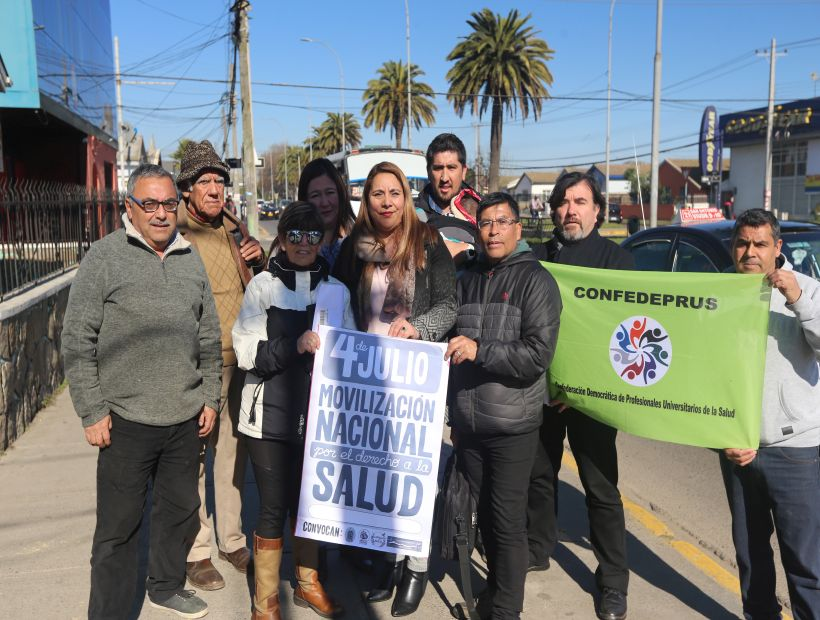 4 de JULIO
MOVILIZACIÓN
NACIONAL
por el derecho a la
SALUD
CONVOCAN:
CONFEDEPRUS
Confederación Democrática de Profesionales Universitarios de la Salud
GOODYEAR